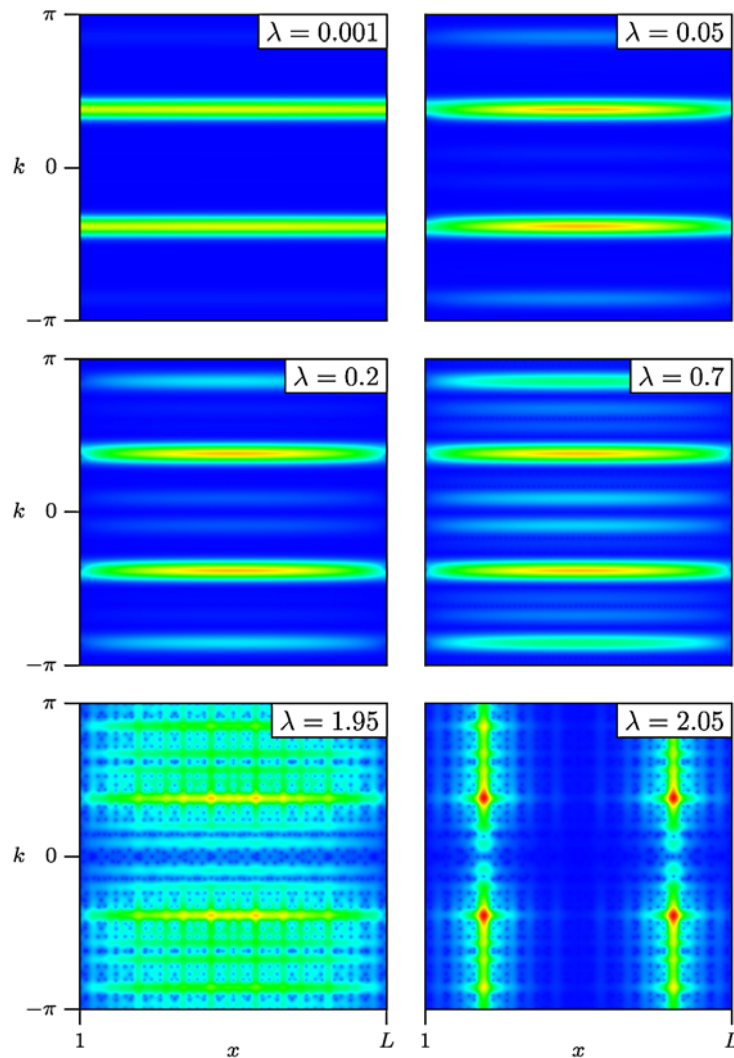 π
λ = 0.001
λ = 0.05
k 0
−π
π
λ = 0.2
λ = 0.7
k 0
−π
π
λ = 1.95
λ = 2.05
k 0
−π
1 x L 1 x L